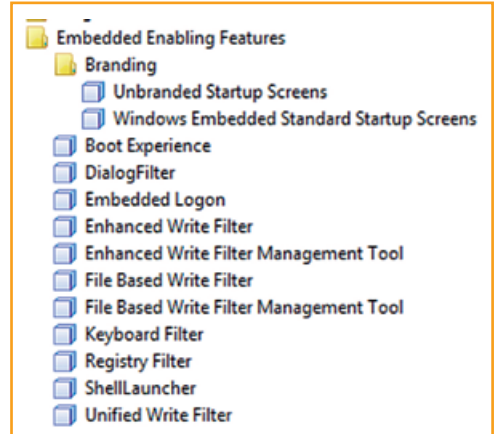 Embedded Enabling Features
Branding
Unbranded Startup Screens
Windows Embedded Standard Startup Screens
Boot Experience
DialogFilter
Embedded Logon
Enhanced Write Filter
Enhanced Write Filter Management Tool
File Based Write Filter
File Based Write Filter Management Tool
Keyboard Filter
Registry Filter
ShellLauncher
Unified Write Filter